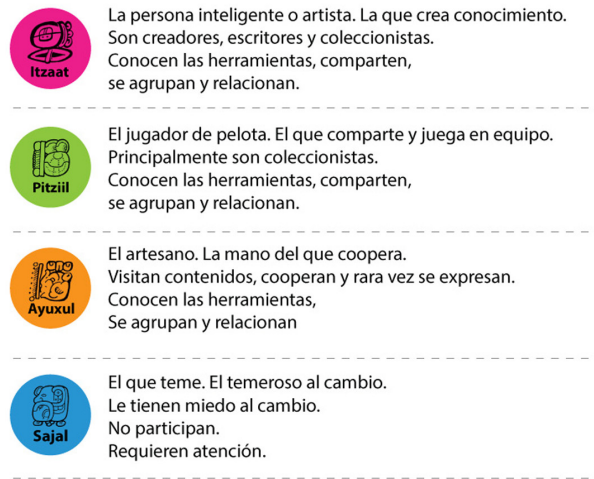 La persona inteligente o artista. La que crea conocimiento.
Son creadores, escritores y coleccionistas.
Conocen las herramientas, comparten,
se agrupan y relacionan.
Itzaat
El jugador de pelota. El que comparte y juega en equipo.
Principalmente son coleccionistas.
Conocen las herramientas, comparten,
se agrupan y relacionan.
Pitziil
El artesano. La mano del que coopera.
Visitan contenidos, cooperan y rara vez se expresan.
Conocen las herramientas,
Se agrupan y relacionan
Ayuxul
El que teme. El temeroso al cambio.
Le tienen miedo al cambio.
No participan.
Requieren atención.
Sajal